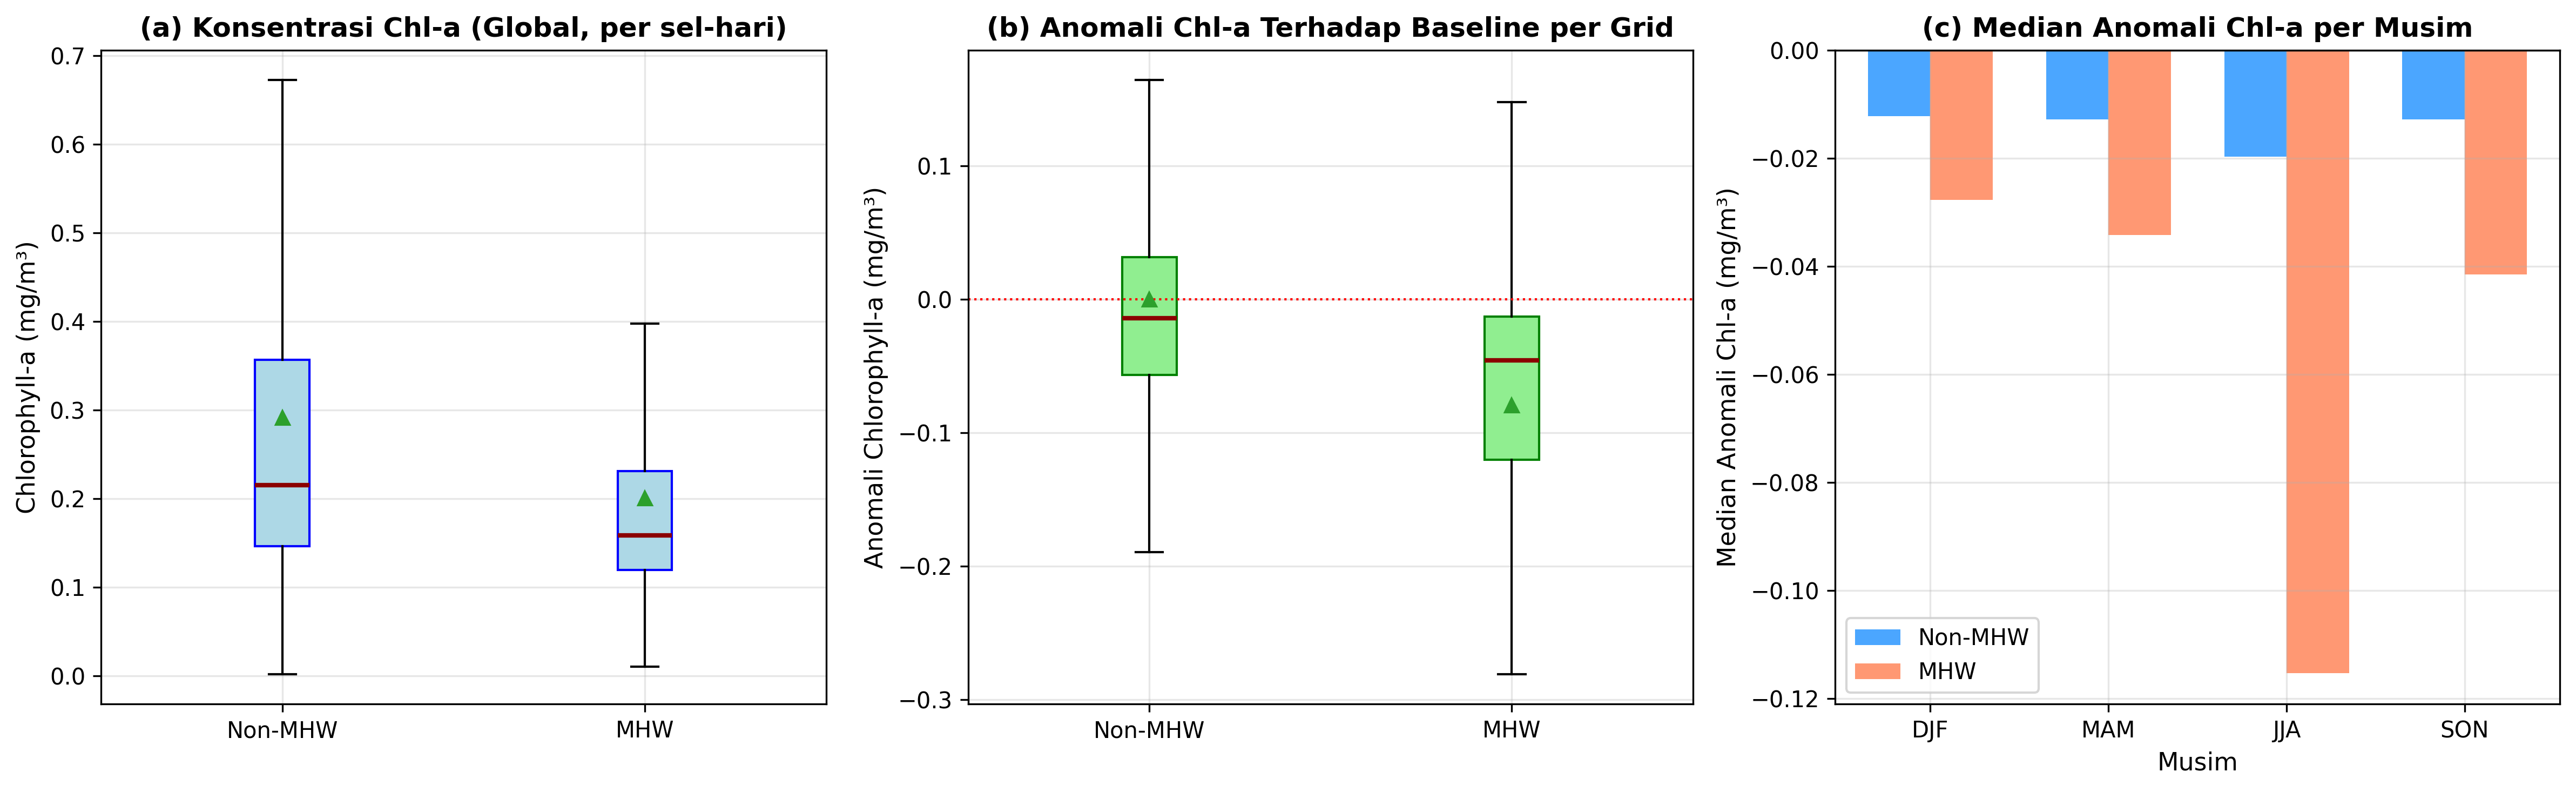 (a) Konsentrasi Chl-a (Global, per sel-hari)
Chlorophyll-a (mg/m³)
0.7
0.6
0.5
0.4
0.3
0.2
0.1
0.0
Non-MHW
MHW
(b) Anomali Chl-a Terhadap Baseline per Grid
Anomali Chlorophyll-a (mg/m³)
0.1
0.0
−0.1
−0.2
−0.3
Non-MHW
MHW
(c) Median Anomali Chl-a per Musim
Median Anomali Chl-a (mg/m³)
0.00
−0.02
−0.04
−0.06
−0.08
−0.10
−0.12
Non-MHW
MHW
DJF
MAM
JJA
SON
Musim